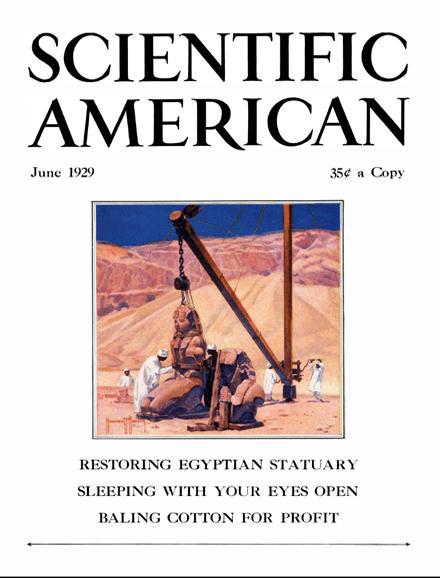 SCIENTIFIC
AMERICAN
June 1929
35¢ a Copy
RESTORING EGYPTIAN STATUARY
SLEEPING WITH YOUR EYES OPEN
BALING COTTON FOR PROFIT